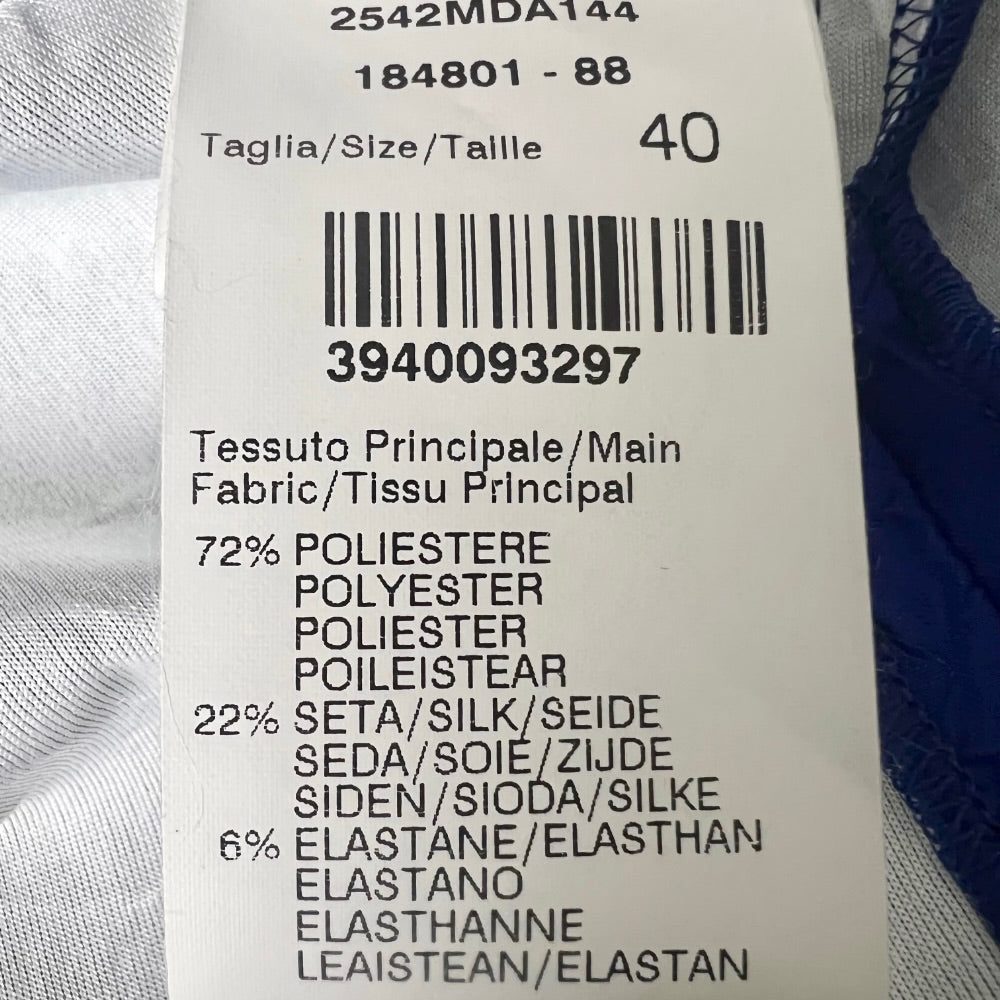 2542MDA144
184801 - 88
Taglia/Size/Taille 40
3940093297
Tessuto Principale/Main
Fabric/Tissu Principal
72% POLIESTERE
POLYESTER
POLIESTER
POILEISTEAR
22% SETA/SILK/SEIDE
SEDA/SOIE/ZIJDE
SIDEN/SIODA/SILKE
6% ELASTANE/ELASTHAN
ELASTANO
ELASTHANNE
LEAISTEAN/ELASTAN